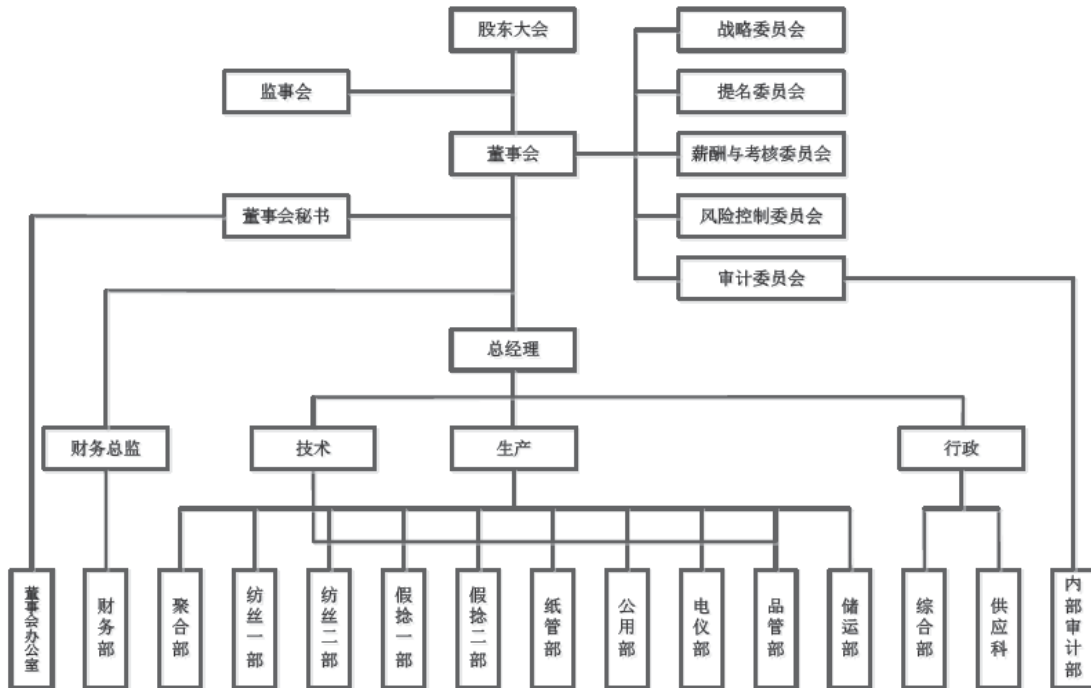 股东大会
战略委员会
监事会
提名委员会
董事会
薪酬与考核委员会
董事会秘书
风险控制委员会
审计委员会
总经理
财务总监
技术
生产
行政
董事会办公室
财务部
聚合部
纺丝一部
纺丝二部
假捻一部
假捻二部
纸管部
公用部
电仪部
品管部
储运部
综合部
供应科
内部审计部